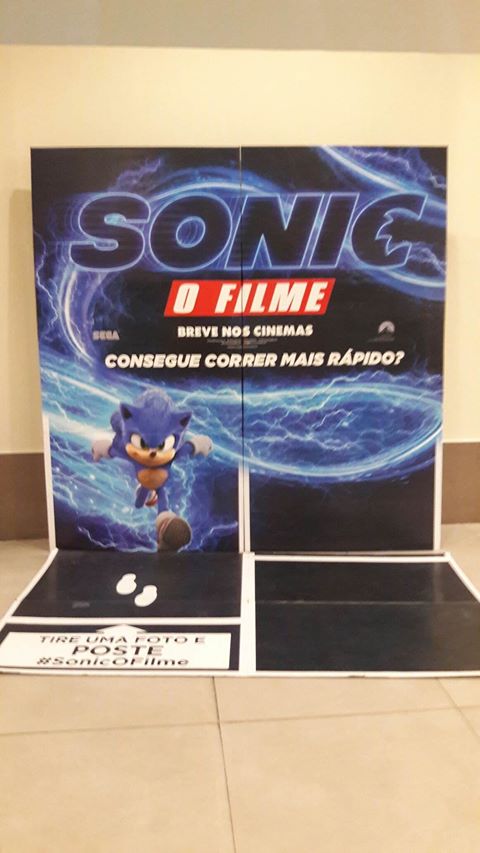 SONIC
O FILME
BREVE NOS CINEMAS
SEGA
CONSEGUE CORRER MAIS RÁPIDO?
TIRE UMA FOTO E
POSTE
#SonicOFilme